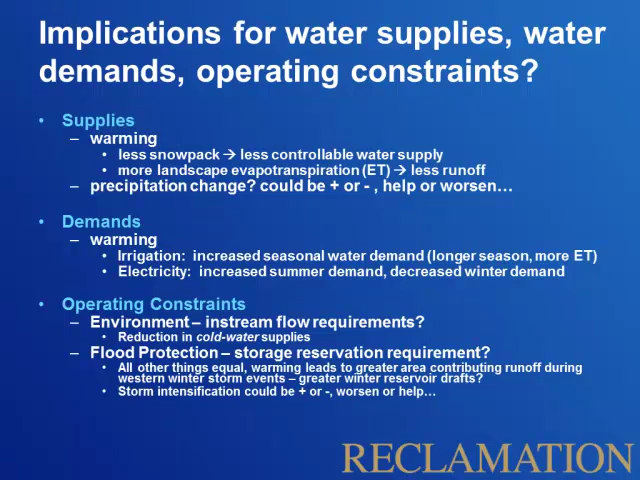 Implications for water supplies, water
demands, operating constraints?
• Supplies
– warming
• less snowpack → less controllable water supply
• more landscape evapotranspiration (ET) → less runoff
– precipitation change? could be + or - , help or worsen…
• Demands
– warming
• Irrigation: increased seasonal water demand (longer season, more ET)
• Electricity: increased summer demand, decreased winter demand
• Operating Constraints
– Environment – instream flow requirements?
• Reduction in cold-water supplies
– Flood Protection – storage reservation requirement?
• All other things equal, warming leads to greater area contributing runoff during
western winter storm events – greater winter reservoir drafts?
• Storm intensification could be + or -, worsen or help…
RECLAMATION